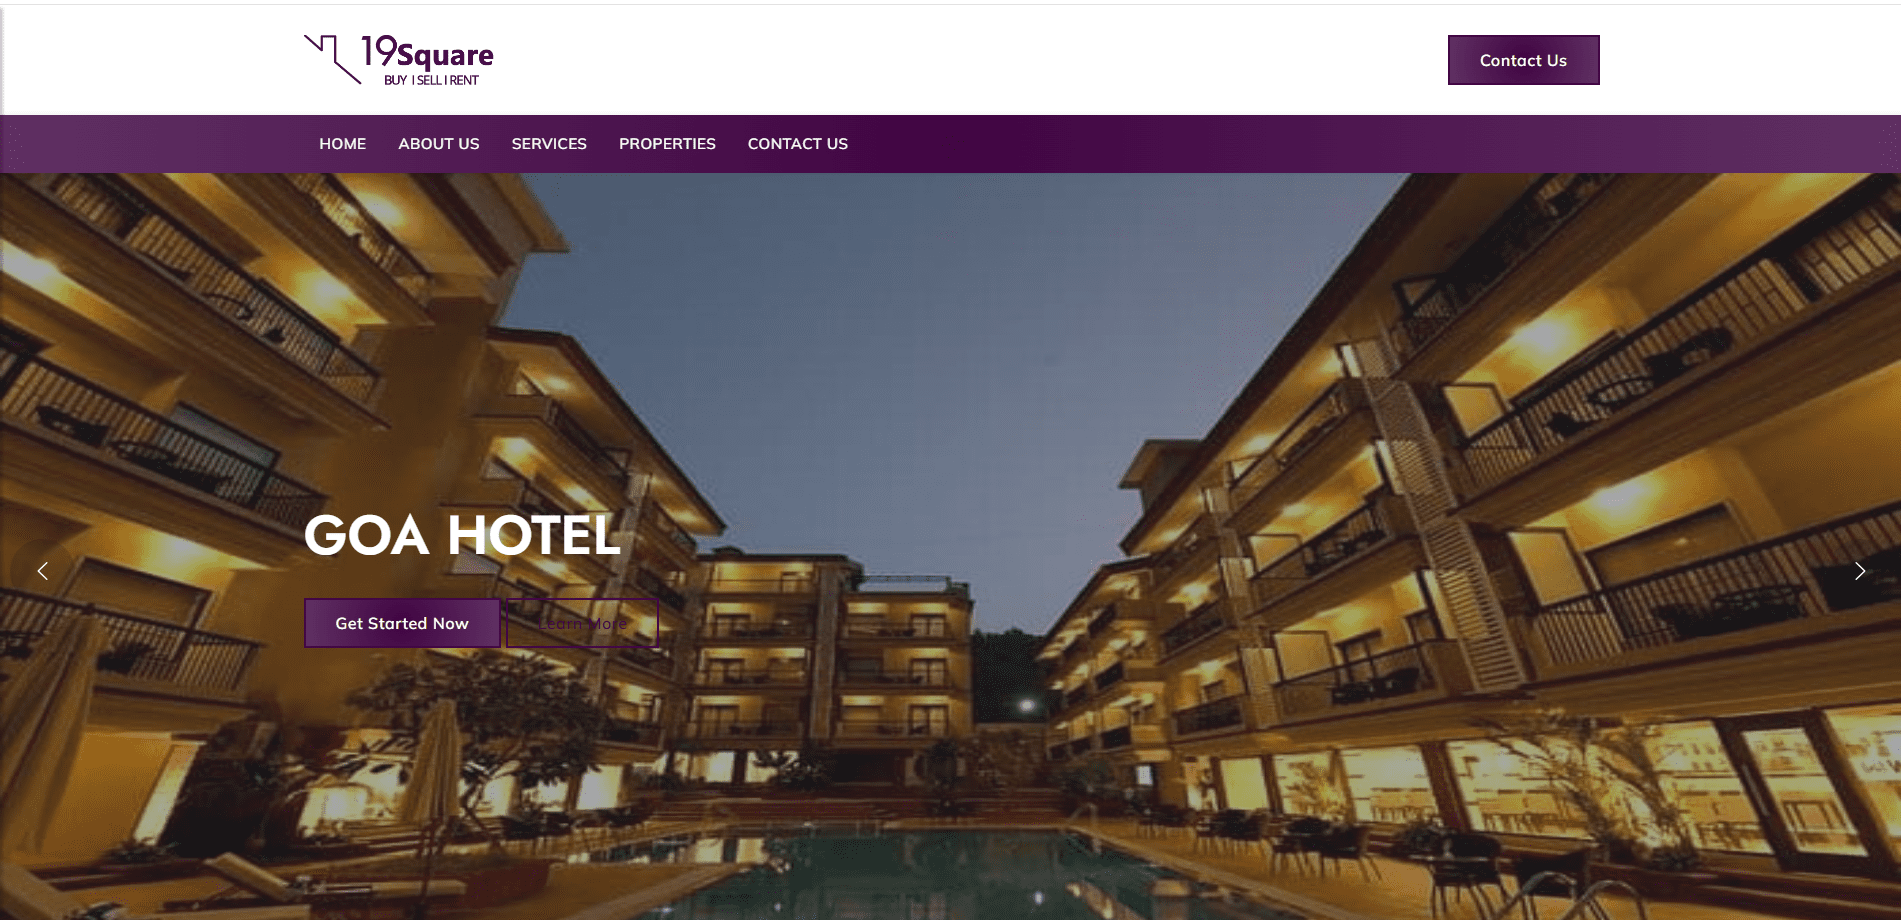 19Square
BUY I SELL I RENT
Contact Us
HOME ABOUT US SERVICES PROPERTIES CONTACT US
GOA HOTEL
Get Started Now
Learn More